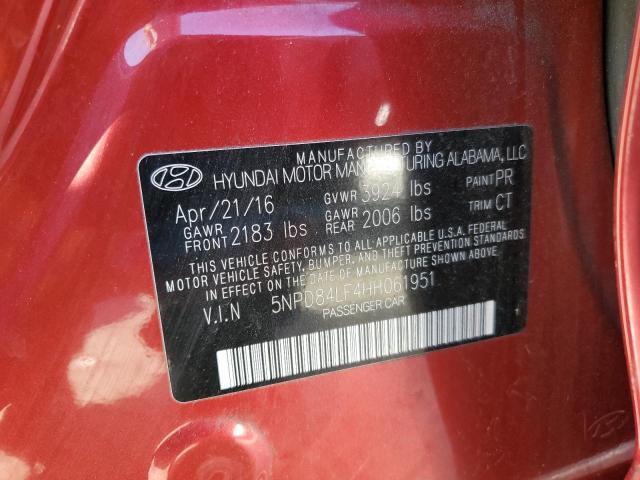 MANUFACTURED BY
HYUNDAI MOTOR MANUFACTURING ALABAMA, LLC
Apr/21/16 GVWR 3924 lbs PAINT PR
GAWR FRONT 2183 lbs GAWR REAR 2006 lbs TRIM CT
THIS VEHICLE CONFORMS TO ALL APPLICABLE U.S.A FEDERAL
MOTOR VEHICLE SAFETY, BUMPER, AND THEFT PREVENTION
STANDARDS IN EFFECT ON THE DATE OF MANUFACTURE
SHOWN ABOVE.
V.I.N 5NPD84LF4HH061951
PASSENGER CAR